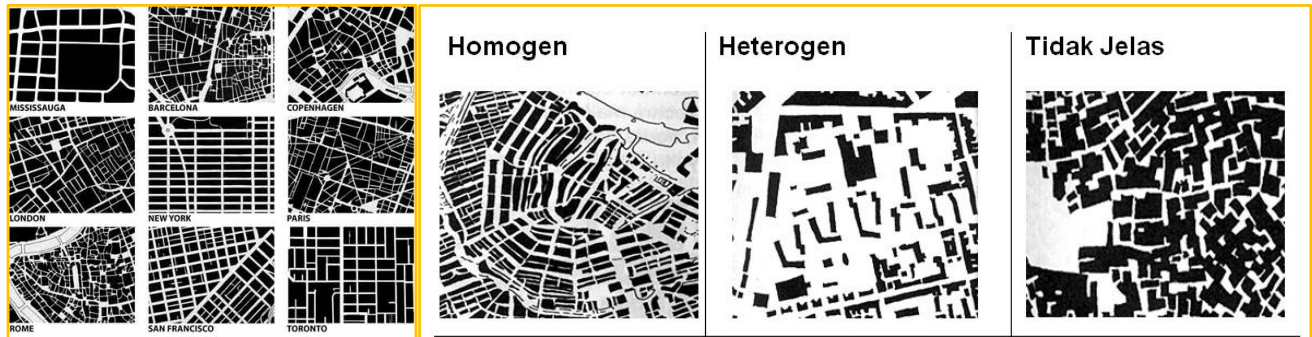 MISSISSAUGA
BARCELONA
COPENHAGEN
LONDON
NEW YORK
PARIS
ROME
SAN FRANCISCO
TORONTO
Homogen
Heterogen
Tidak Jelas